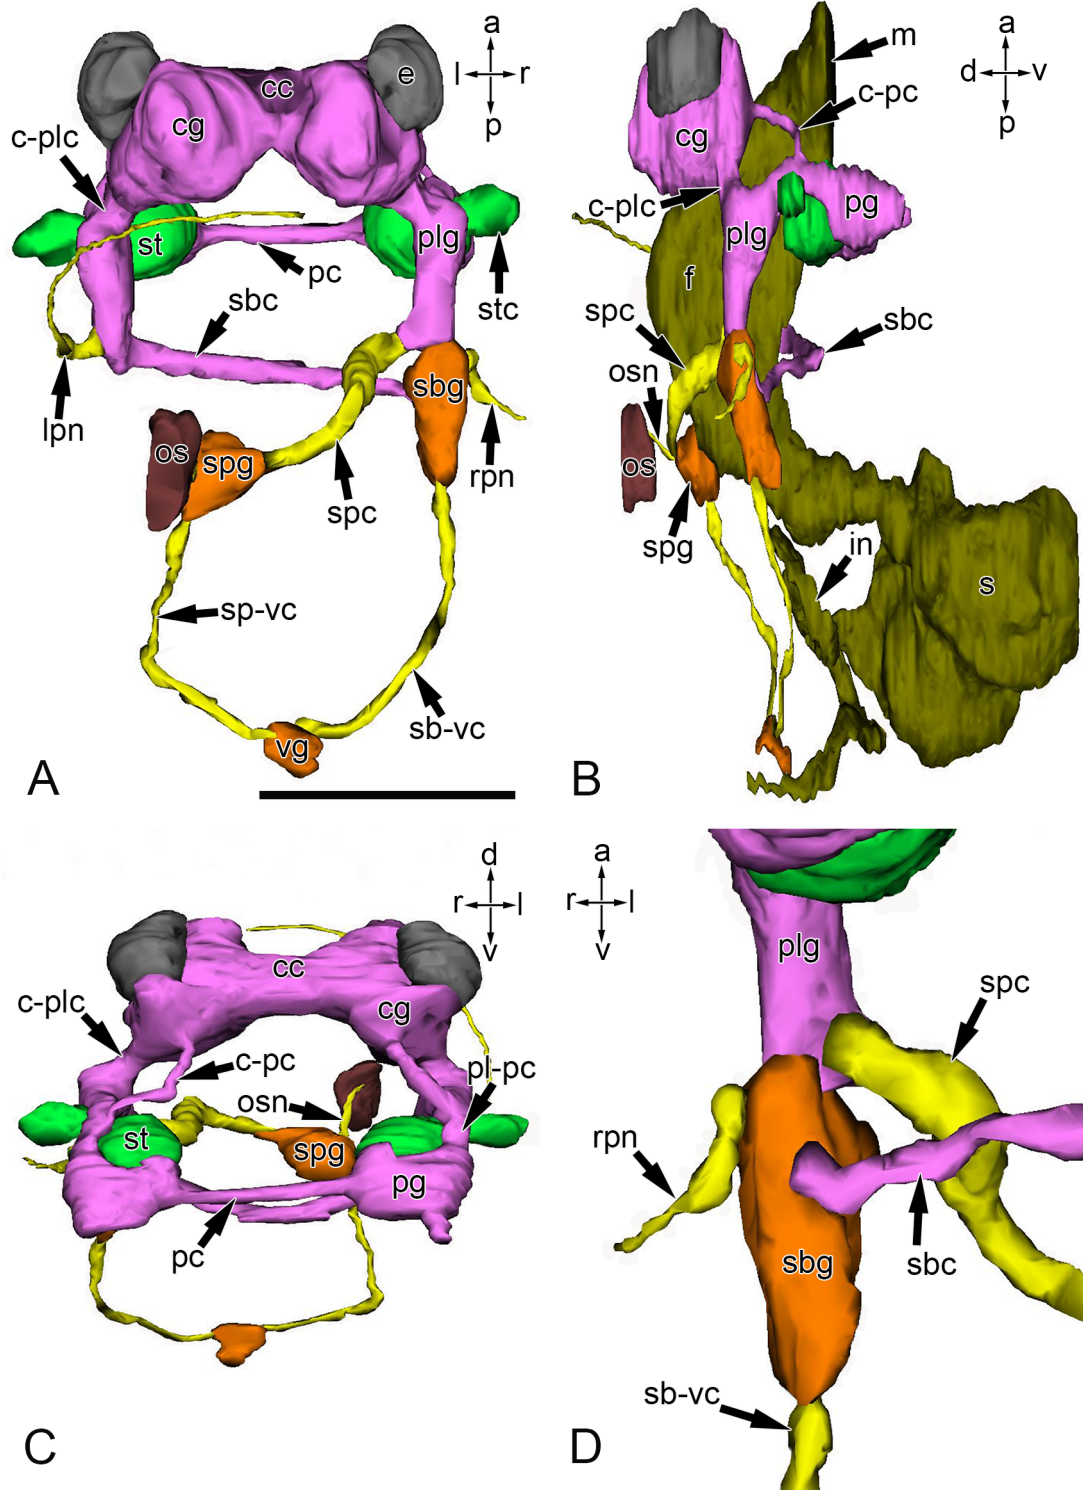 a
l r
p
e
cc
cg
c-plc
st
plg
pc
stc
sbc
lpn
sbg
os
spg
spc
rpn
sp-vc
sb-vc
vg
A
a
d v
p
m
c-pc
cg
c-plc
pg
plg
f
spc
sbc
osn
os
spg
in
s
B
d
r l
v
cc
c-plc
cg
c-pc
pl-pc
osn
st
spg
pg
pc
C
a
r l
v
plg
spc
rpn
sbg
sbc
sb-vc
D